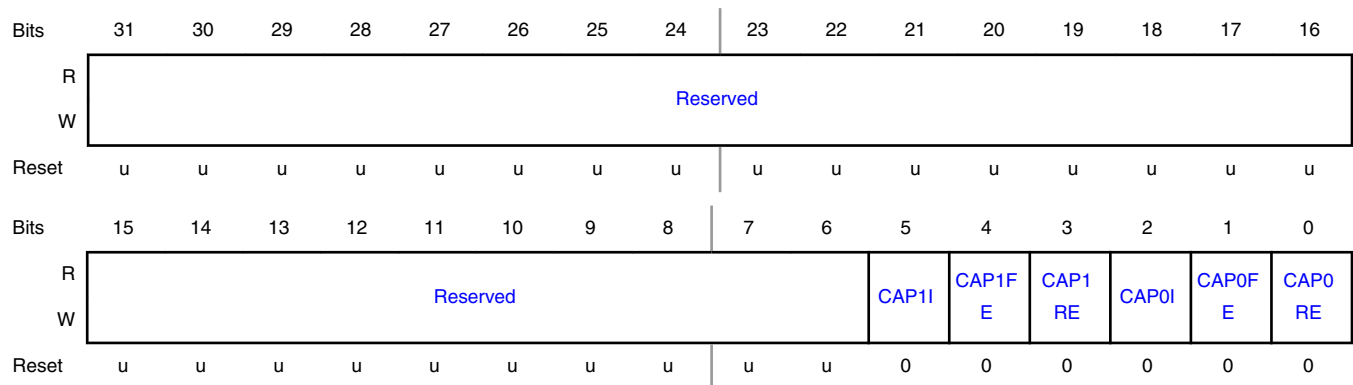 Bits 31 30 29 28 27 26 25 24 23 22 21 20 19 18 17 16
R
Reserved
W
Reset u u u u u u u u u u u u u u u u
Bits 15 14 13 12 11 10 9 8 7 6 5 4 3 2 1 0
R
Reserved CAP1I CAP1F E CAP1 RE CAP0I CAP0F E CAP0 RE
W
Reset u u u u u u u u u u 0 0 0 0 0 0